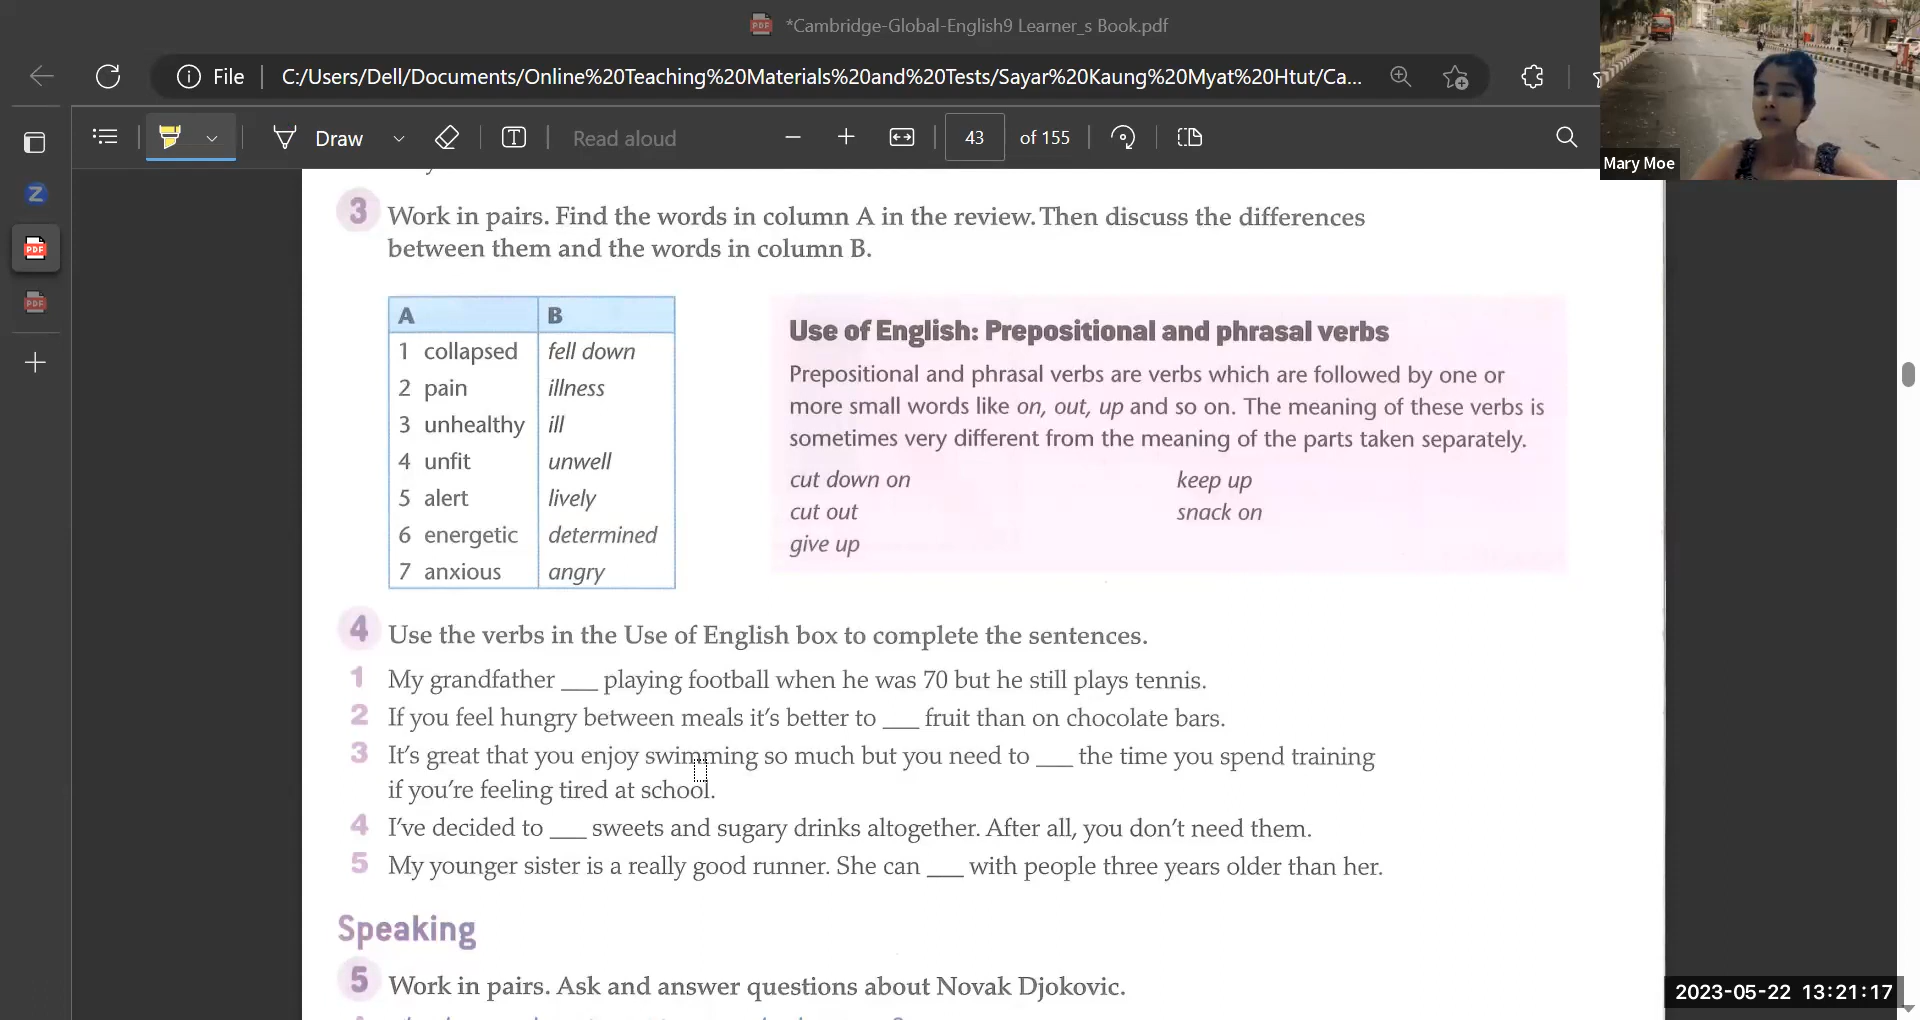 *Cambridge-Global-English9 Learner_s Book.pdf
File
C:/Users/Dell/Documents/Online%20Teaching%20Materials%20and%20Tests/Sayar%20Kaung%20Myat%20Htut/Ca...
Draw
Read aloud
43
of 155
Mary Moe
3 Work in pairs. Find the words in column A in the review. Then discuss the differences
between them and the words in column B.
A B
1 collapsed fell down
2 pain illness
3 unhealthy ill
4 unfit unwell
5 alert lively
6 energetic determined
7 anxious angry
Use of English: Prepositional and phrasal verbs
Prepositional and phrasal verbs are verbs which are followed by one or
more small words like on, out, up and so on. The meaning of these verbs is
sometimes very different from the meaning of the parts taken separately.
cut down on keep up
cut out snack on
give up
4 Use the verbs in the Use of English box to complete the sentences.
1 My grandfather ___ playing football when he was 70 but he still plays tennis.
2 If you feel hungry between meals it's better to ___ fruit than on chocolate bars.
3 It's great that you enjoy swimming so much but you need to ___ the time you spend training
if you're feeling tired at school.
4 I've decided to ___ sweets and sugary drinks altogether. After all, you don't need them.
5 My younger sister is a really good runner. She can ___ with people three years older than her.
Speaking
5 Work in pairs. Ask and answer questions about Novak Djokovic.
2023-05-22 13:21:17